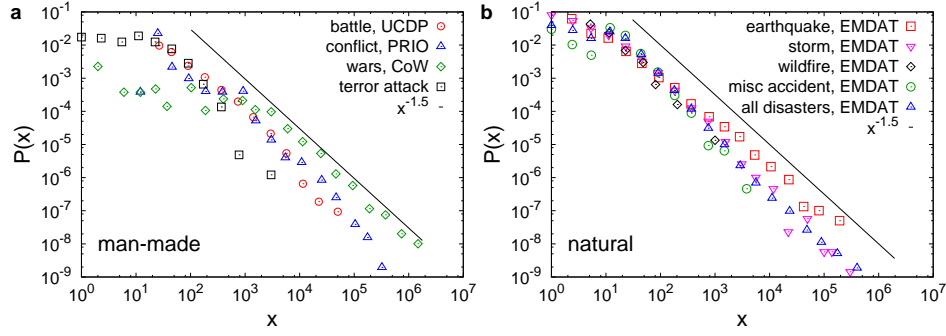 a
P(x)
10^-1
10^-2
10^-3
10^-4
10^-5
10^-6
10^-7
10^-8
10^-9
10^0 10^1 10^2 10^3 10^4 10^5 10^6 10^7
x
battle, UCDP
conflict, PRIO
wars, CoW
terror attack
x^-1.5
man-made
b
P(x)
10^-1
10^-2
10^-3
10^-4
10^-5
10^-6
10^-7
10^-8
10^-9
10^0 10^1 10^2 10^3 10^4 10^5 10^6 10^7
x
earthquake, EMDAT
storm, EMDAT
wildfire, EMDAT
misc accident, EMDAT
all disasters, EMDAT
x^-1.5
natural